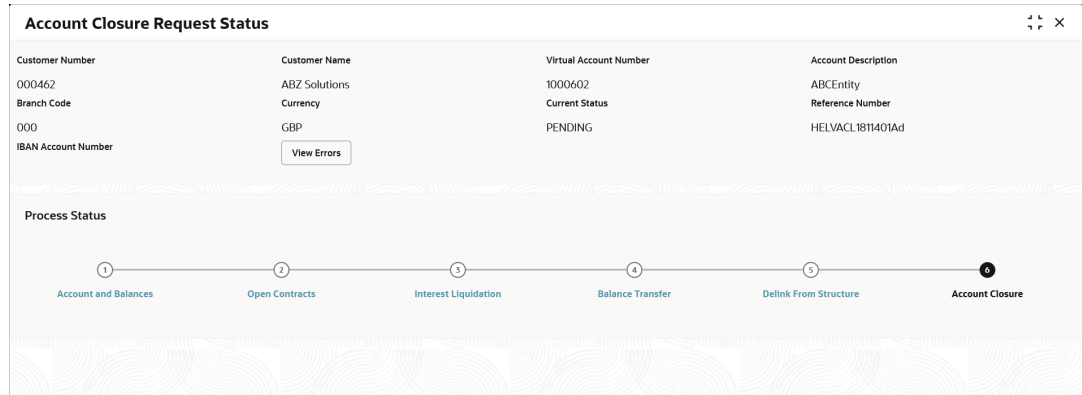 Account Closure Request Status
Customer Number Customer Name Virtual Account Number Account Description
000462 ABZ Solutions 1000602 ABCEntity
Branch Code Currency Current Status Reference Number
000 GBP PENDING HELVACL1811401Ad
IBAN Account Number View Errors
Process Status
1 2 3 4 5 6
Account and Balances Open Contracts Interest Liquidation Balance Transfer Delink From Structure Account Closure